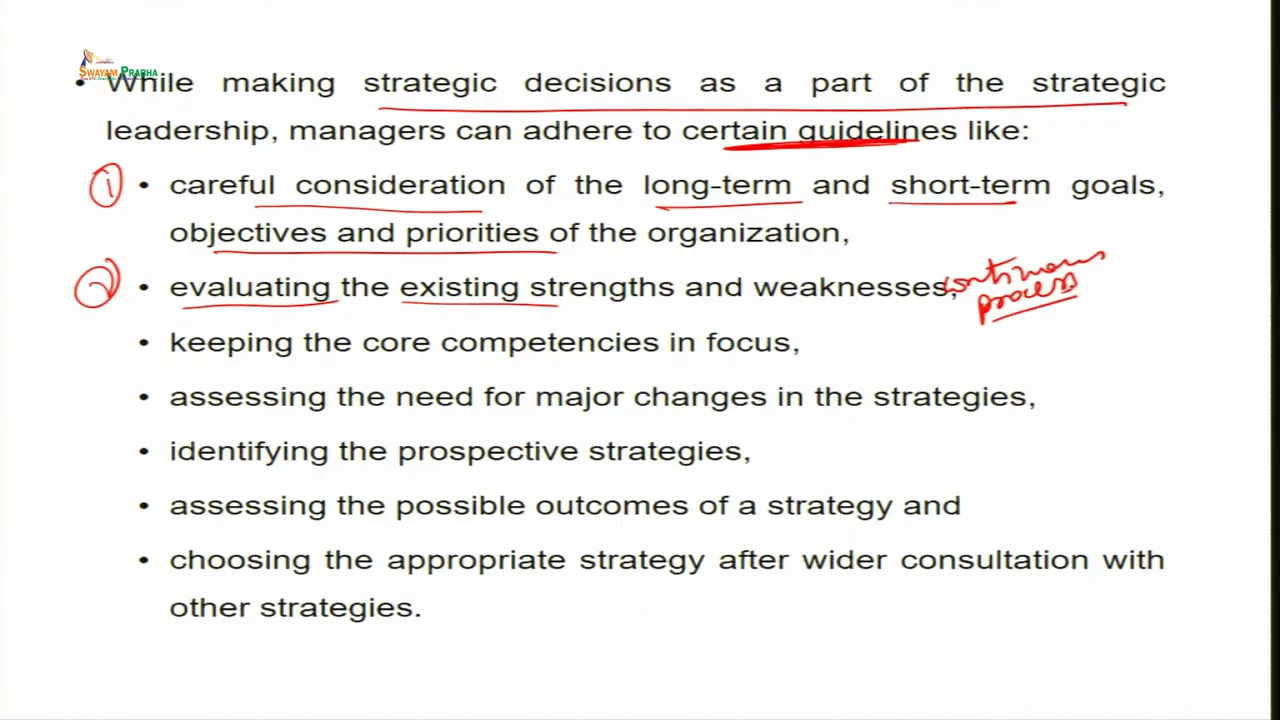 SWAYAM PRABHA
• While making strategic decisions as a part of the strategic
leadership, managers can adhere to certain guidelines like:
1 • careful consideration of the long-term and short-term goals,
objectives and priorities of the organization,
2 • evaluating the existing strengths and weaknesses, continuous
process
• keeping the core competencies in focus,
• assessing the need for major changes in the strategies,
• identifying the prospective strategies,
• assessing the possible outcomes of a strategy and
• choosing the appropriate strategy after wider consultation with
other strategies.